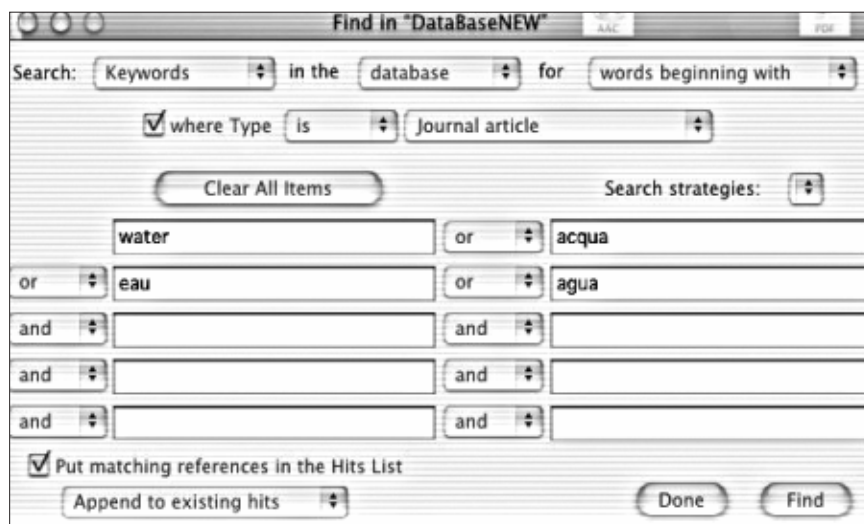 Find in "DataBaseNEW" AAC PDF
Search: Keywords in the database for words beginning with
where Type is Journal article
Clear All Items Search strategies:
water or acqua
or eau or agua
and and
and and
and and
Put matching references in the Hits List
Append to existing hits Done Find